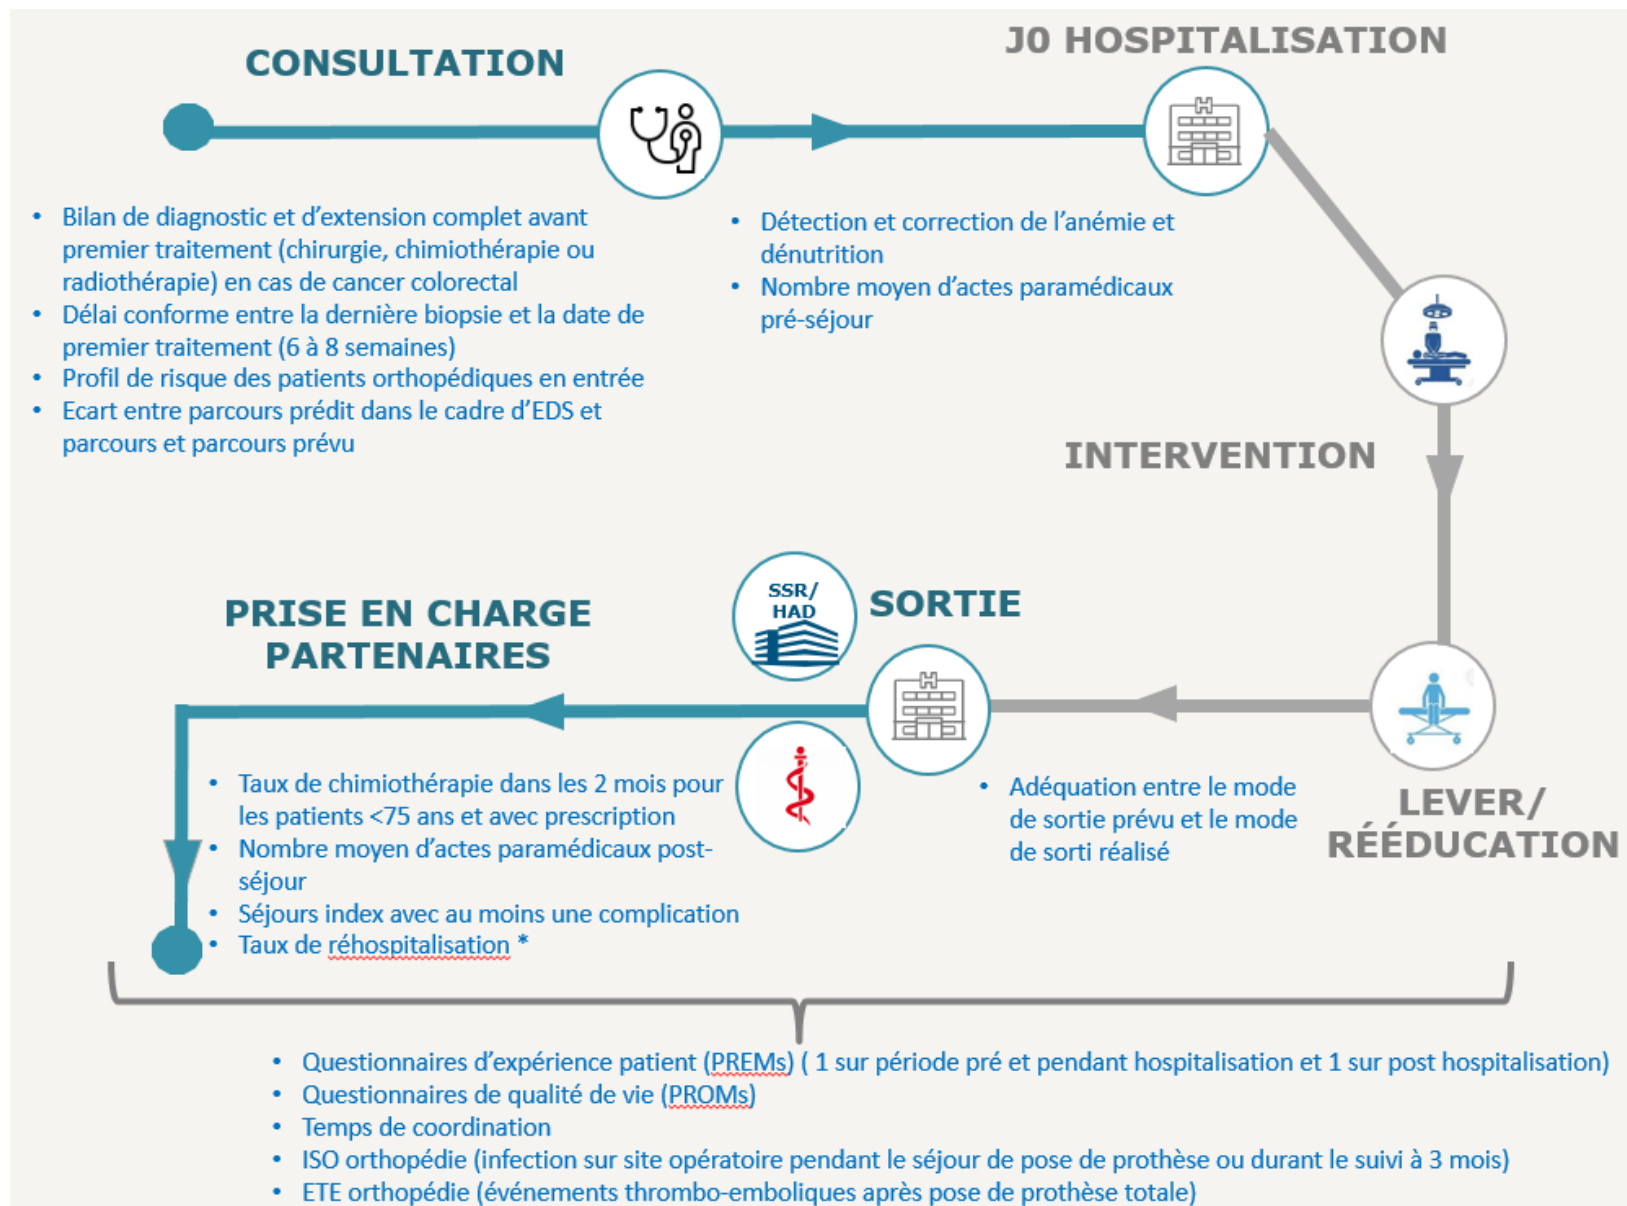 CONSULTATION
J0 HOSPITALISATION
• Bilan de diagnostic et d’extension complet avant
premier traitement (chirurgie, chimiothérapie ou
radiothérapie) en cas de cancer colorectal
• Délai conforme entre la dernière biopsie et la date de
premier traitement (6 à 8 semaines)
• Profil de risque des patients orthopédiques en entrée
• Ecart entre parcours prédit dans le cadre d’EDS et
parcours et parcours prévu
• Détection et correction de l’anémie et
dénutrition
• Nombre moyen d’actes paramédicaux
pré-séjour
INTERVENTION
LEVER/
RÉÉDUCATION
SORTIE
• Adéquation entre le mode
de sortie prévu et le mode
de sorti réalisé
SSR/
HAD
PRISE EN CHARGE
PARTENAIRES
• Taux de chimiothérapie dans les 2 mois pour
les patients <75 ans et avec prescription
• Nombre moyen d’actes paramédicaux post-
séjour
• Séjours index avec au moins une complication
• Taux de réhospitalisation *
• Questionnaires d’expérience patient (PREMs) ( 1 sur période pré et pendant hospitalisation et 1 sur post hospitalisation)
• Questionnaires de qualité de vie (PROMs)
• Temps de coordination
• ISO orthopédie (infection sur site opératoire pendant le séjour de pose de prothèse ou durant le suivi à 3 mois)
• ETE orthopédie (événements thrombo-emboliques après pose de prothèse totale)